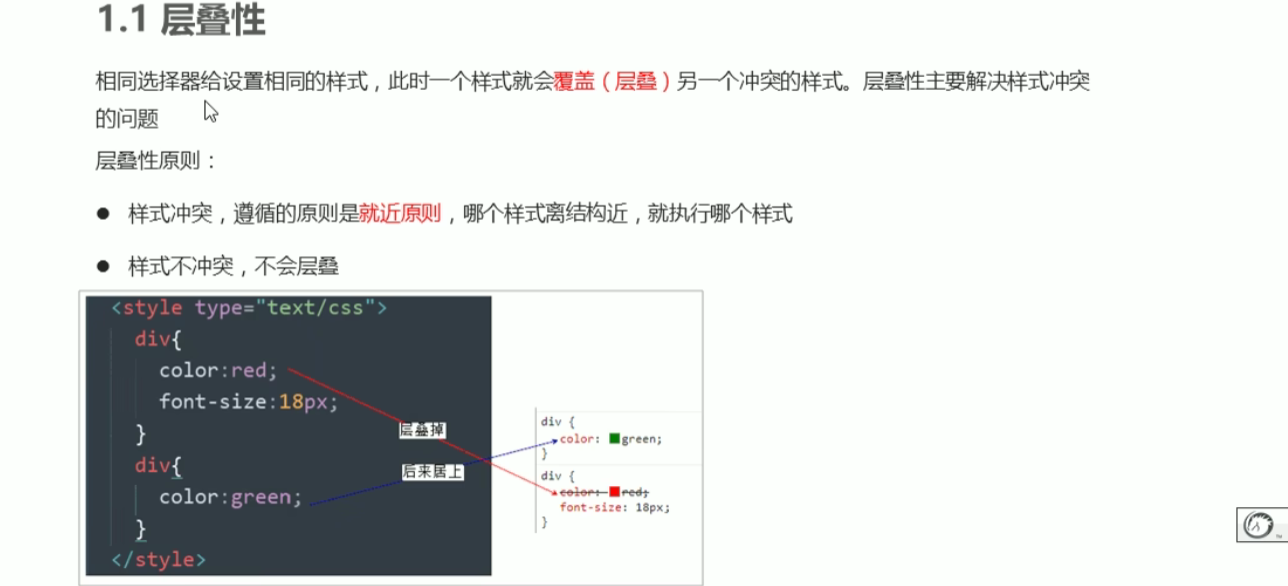 1.1 层叠性
相同选择器给设置相同的样式，此时一个样式就会覆盖（层叠）另一个冲突的样式。层叠性主要解决样式冲突
的问题
层叠性原则：
● 样式冲突，遵循的原则是就近原则，哪个样式离结构近，就执行哪个样式
● 样式不冲突，不会层叠
<style type="text/css">
div{
color:red;
font-size:18px;
}
div{
color:green;
}
</style>
层叠掉
后来居上
div {
color: green;
}
div {
color: red;
font-size: 18px;
}